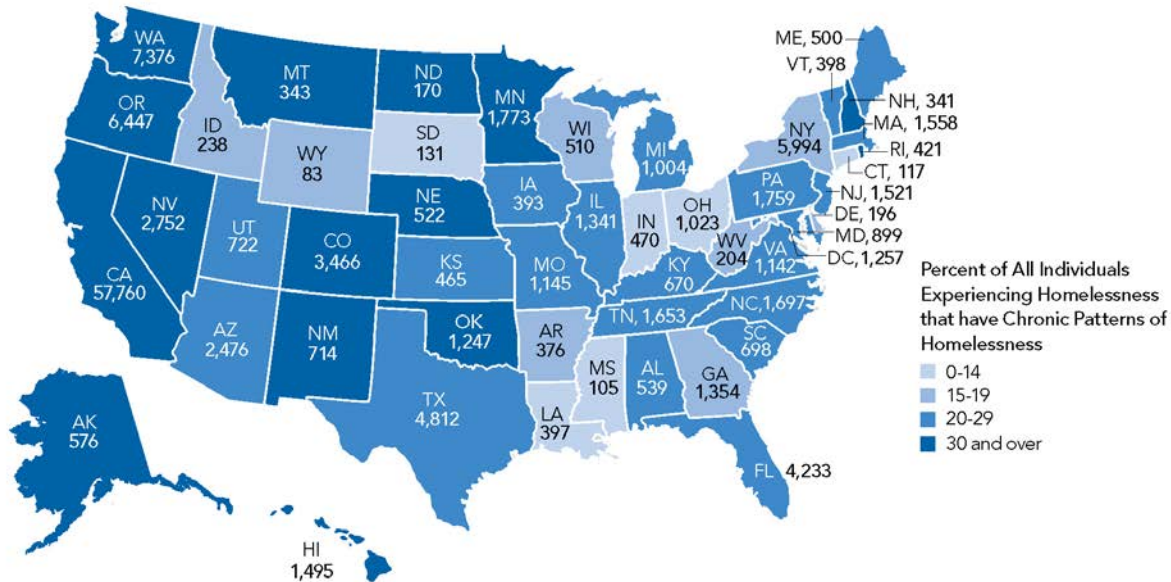 WA
7,376
MT
343
ND
170
MN
1,773
OR
6,447
ID
238
WY
83
SD
131
WI
510
MI
1,004
NY
5,994
ME, 500
VT, 398
NH, 341
MA, 1,558
RI, 421
CT, 117
NJ, 1,521
DE, 196
MD, 899
DC, 1,257
PA
1,759
NV
2,752
UT
722
CO
3,466
NE
522
IA
393
IL
1,341
IN
470
OH
1,023
WV
204
VA
1,142
CA
57,760
KS
465
MO
1,145
KY
670
NC, 1,697
TN, 1,653
SC
698
AZ
2,476
NM
714
OK
1,247
AR
376
MS
105
AL
539
GA
1,354
TX
4,812
LA
397
FL 4,233
AK
576
HI
1,495
Percent of All Individuals
Experiencing Homelessness
that have Chronic Patterns of
Homelessness
0-14
15-19
20-29
30 and over